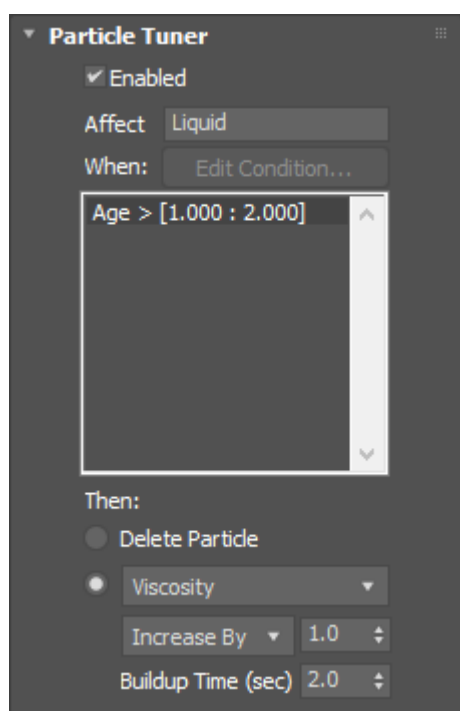 Particle Tuner
Enabled
Affect Liquid
When: Edit Condition...
Age > [1.000 : 2.000]
Then:
Delete Particle
Viscosity
Increase By 1.0
Buildup Time (sec) 2.0